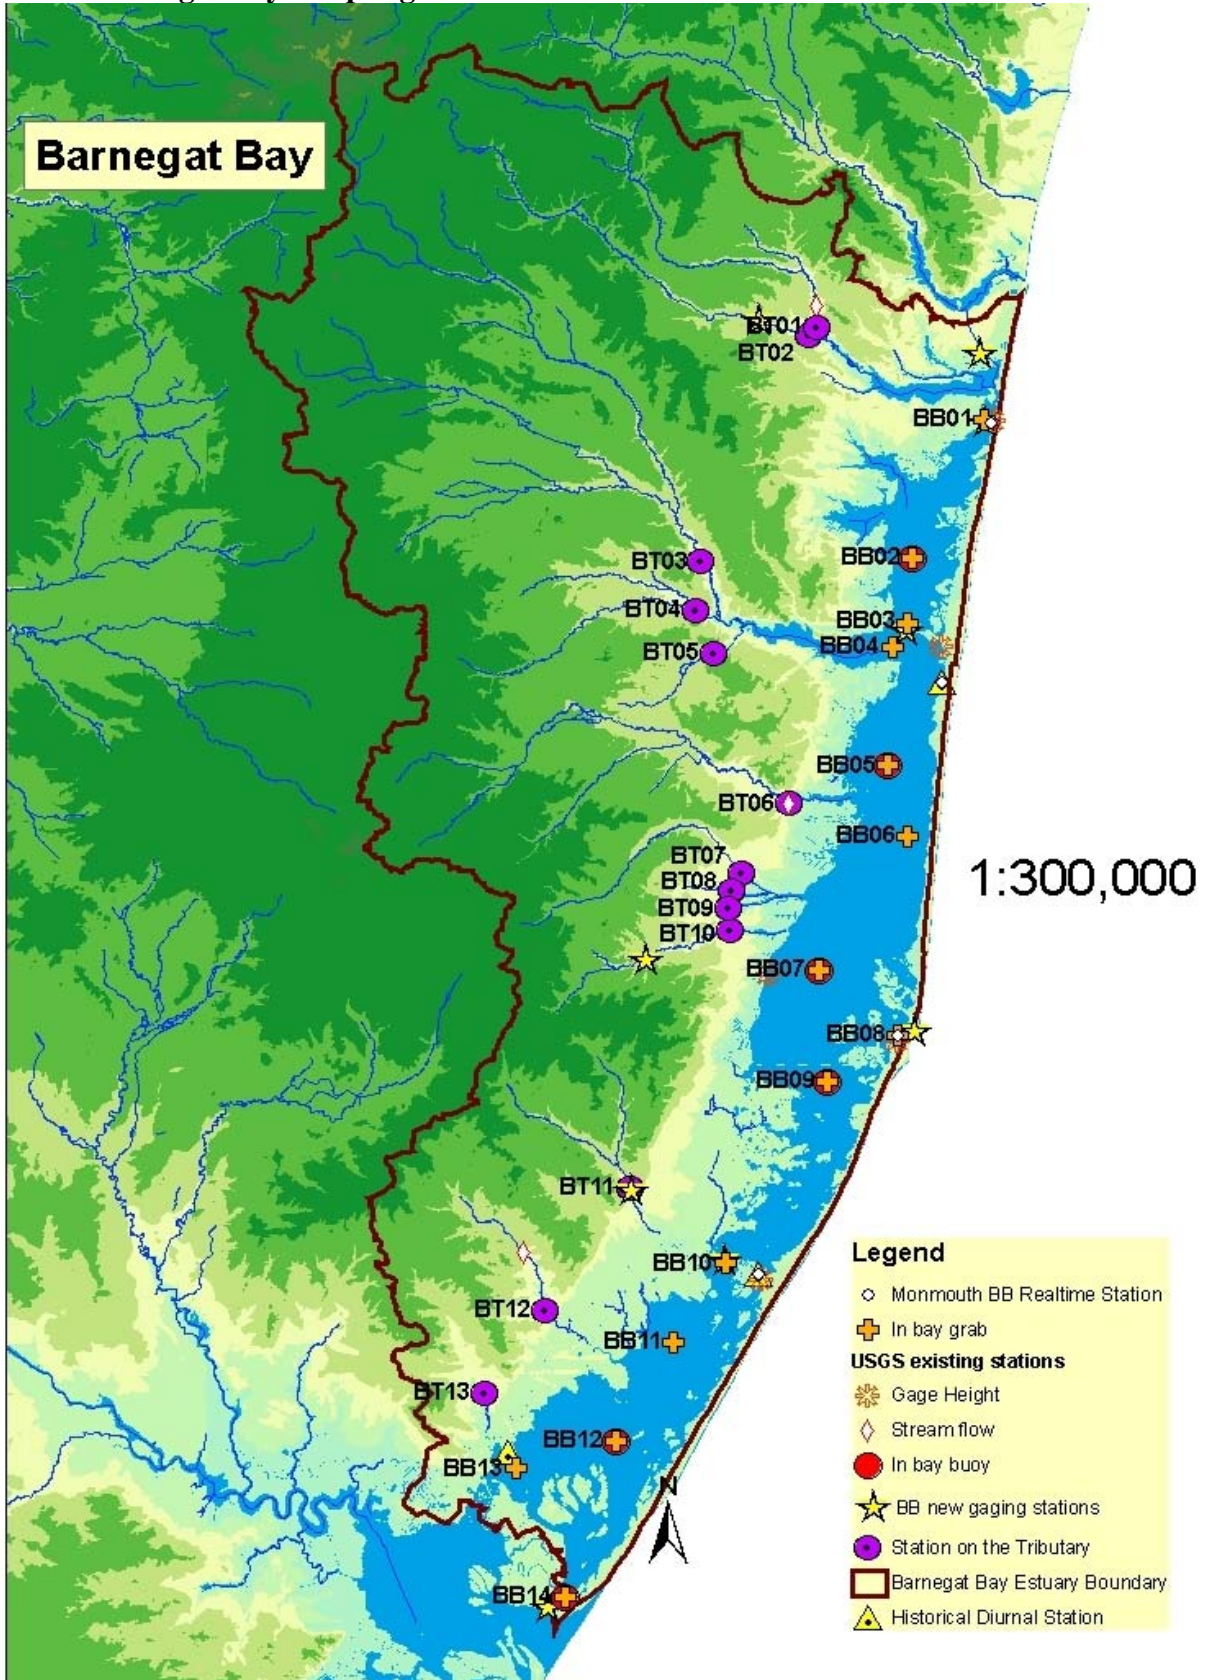 Barnegat Bay
BT01
BT02
BB01
BB02
BT03
BT04
BB03
BB04
BT05
BB05
BT06
BB06
1:300,000
BT07
BT08
BT09
BT10
BB07
BB08
BB09
BT11
BB10
BT12
BB11
BT13
BB12
BB13
N
BB14
Legend
Monmouth BB Realtime Station
In bay grab
USGS existing stations
Gage Height
Stream flow
In bay buoy
BB new gaging stations
Station on the Tributary
Barnegat Bay Estuary Boundary
Historical Diurnal Station